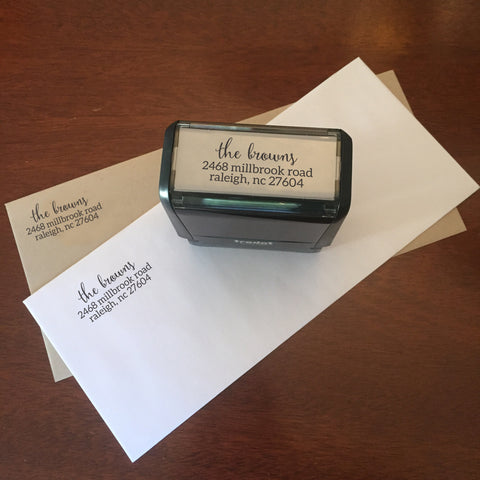 the browns
2468 millbrook road
raleigh, nc 27604
trodat
the browns
2468 millbrook road
raleigh, nc 27604
the browns
2468 millbrook road
raleigh, nc 27604